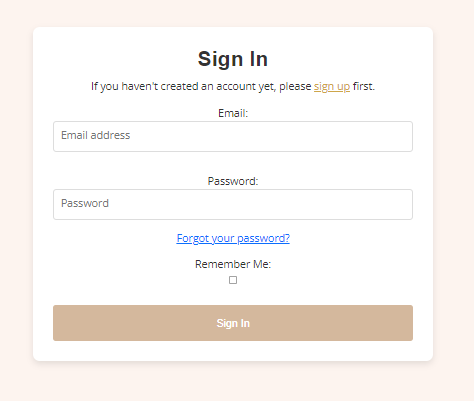 Sign In
If you haven't created an account yet, please sign up first.
Email:
Email address
Password:
Password
Forgot your password?
Remember Me:
Sign In